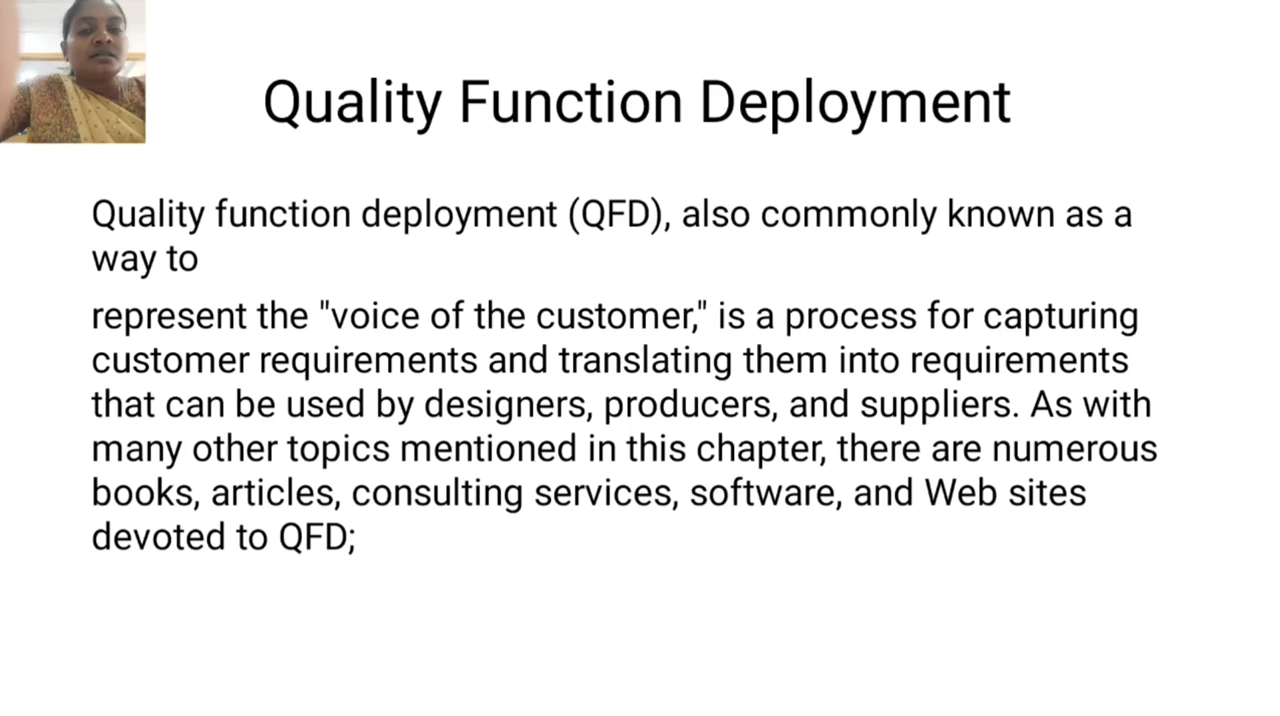 Quality Function Deployment
Quality function deployment (QFD), also commonly known as a
way to
represent the "voice of the customer," is a process for capturing
customer requirements and translating them into requirements
that can be used by designers, producers, and suppliers. As with
many other topics mentioned in this chapter, there are numerous
books, articles, consulting services, software, and Web sites
devoted to QFD;